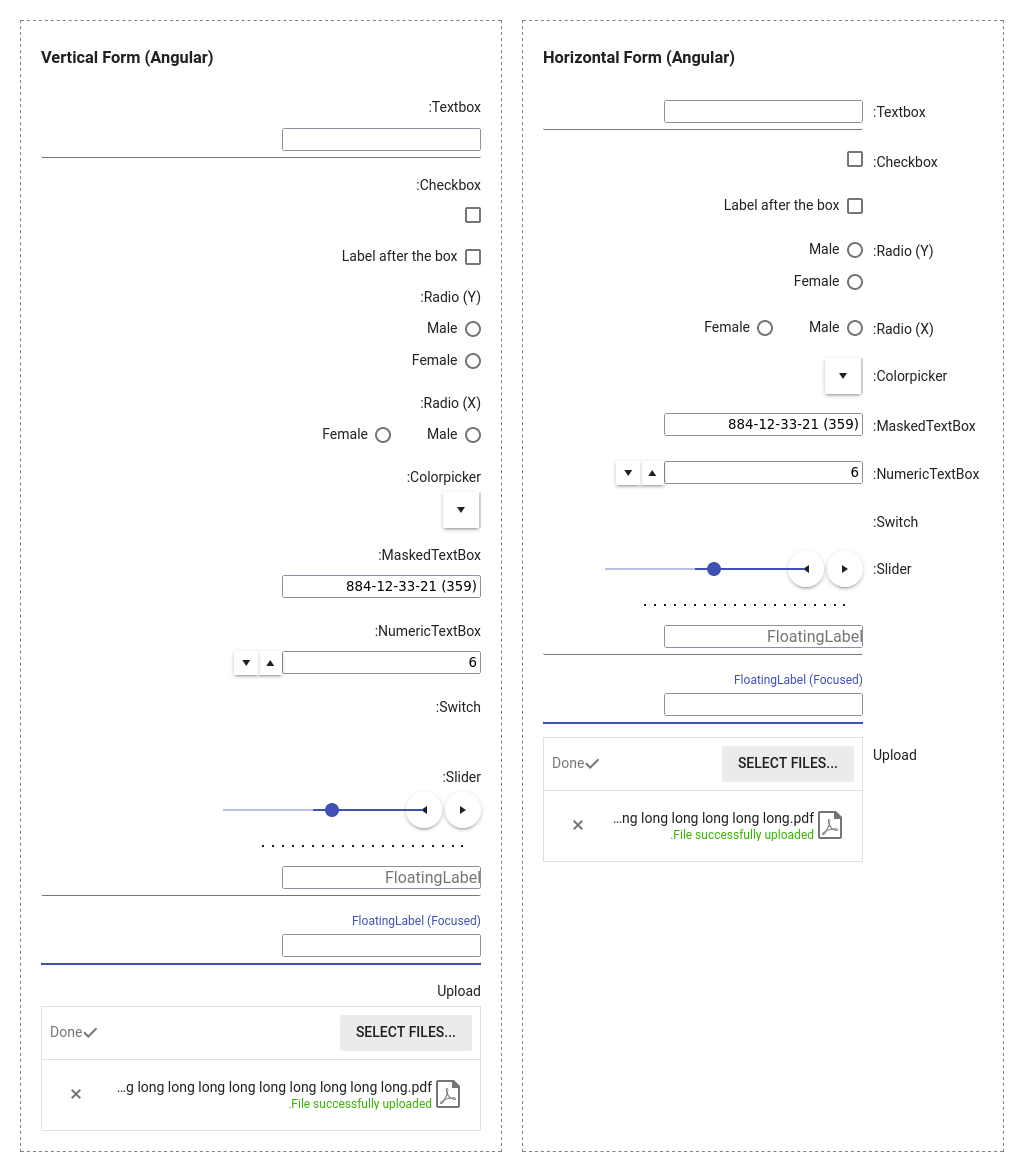 Vertical Form (Angular)
:Textbox
:Checkbox
Label after the box
:Radio (Y)
Male
Female
:Radio (X)
Female Male
:Colorpicker
:MaskedTextBox
884-12-33-21 (359)
:NumericTextBox
6
:Switch
:Slider
FloatingLabel
FloatingLabel (Focused)
Upload
Done SELECT FILES...
...g long long long long long long long long long.pdf
.File successfully uploaded
Horizontal Form (Angular)
:Textbox
:Checkbox
Label after the box
Male :Radio (Y)
Female
Female Male :Radio (X)
:Colorpicker
884-12-33-21 (359) :MaskedTextBox
6 :NumericTextBox
:Switch
:Slider
FloatingLabel
FloatingLabel (Focused)
Upload
Done SELECT FILES...
...ng long long long long long.pdf
.File successfully uploaded